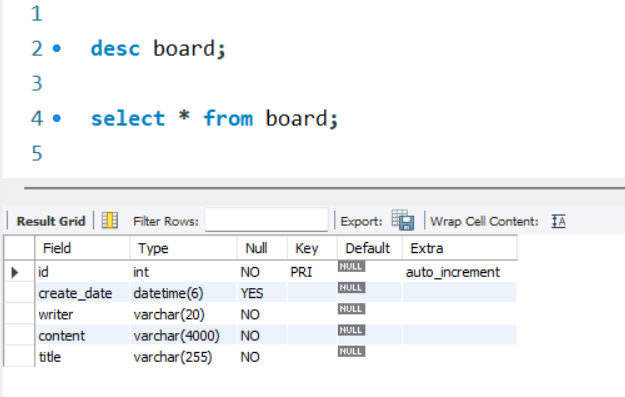 1
2 desc board;
3
4 select * from board;
5
Result Grid Filter Rows: Export: Wrap Cell Content:
Field Type Null Key Default Extra
id int NO PRI NULL auto_increment
create_date datetime(6) YES NULL
writer varchar(20) NO NULL
content varchar(4000) NO NULL
title varchar(255) NO NULL